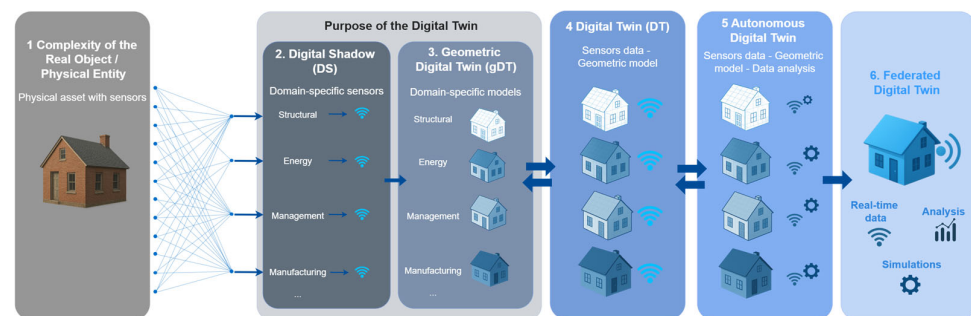 1 Complexity of the
Real Object /
Physical Entity
Physical asset with sensors
Purpose of the Digital Twin
2. Digital Shadow
(DS)
Domain-specific sensors
Structural
Energy
Management
Manufacturing
...
3. Geometric
Digital Twin (gDT)
Domain-specific models
Structural
Energy
Management
Manufacturing
...
4 Digital Twin (DT)
Sensors data -
Geometric model
5 Autonomous
Digital Twin
Sensors data - Geometric
model - Data analysis
6. Federated
Digital Twin
Real-time
data
Analysis
Simulations